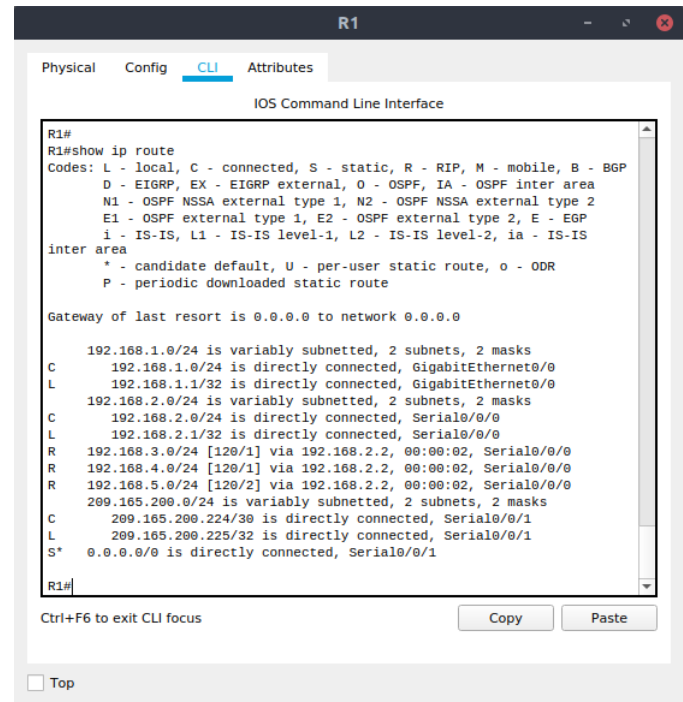 R1
Physical Config CLI Attributes
IOS Command Line Interface
R1#
R1#show ip route
Codes: L - local, C - connected, S - static, R - RIP, M - mobile, B - BGP
D - EIGRP, EX - EIGRP external, O - OSPF, IA - OSPF inter area
N1 - OSPF NSSA external type 1, N2 - OSPF NSSA external type 2
E1 - OSPF external type 1, E2 - OSPF external type 2, E - EGP
i - IS-IS, L1 - IS-IS level-1, L2 - IS-IS level-2, ia - IS-IS
inter area
* - candidate default, U - per-user static route, o - ODR
P - periodic downloaded static route
Gateway of last resort is 0.0.0.0 to network 0.0.0.0
192.168.1.0/24 is variably subnetted, 2 subnets, 2 masks
C 192.168.1.0/24 is directly connected, GigabitEthernet0/0
L 192.168.1.1/32 is directly connected, GigabitEthernet0/0
192.168.2.0/24 is variably subnetted, 2 subnets, 2 masks
C 192.168.2.0/24 is directly connected, Serial0/0/0
L 192.168.2.1/32 is directly connected, Serial0/0/0
R 192.168.3.0/24 [120/1] via 192.168.2.2, 00:00:02, Serial0/0/0
R 192.168.4.0/24 [120/1] via 192.168.2.2, 00:00:02, Serial0/0/0
R 192.168.5.0/24 [120/2] via 192.168.2.2, 00:00:02, Serial0/0/0
209.165.200.0/24 is variably subnetted, 2 subnets, 2 masks
C 209.165.200.224/30 is directly connected, Serial0/0/1
L 209.165.200.225/32 is directly connected, Serial0/0/1
S* 0.0.0.0/0 is directly connected, Serial0/0/1
R1#
Ctrl+F6 to exit CLI focus Copy Paste
Top